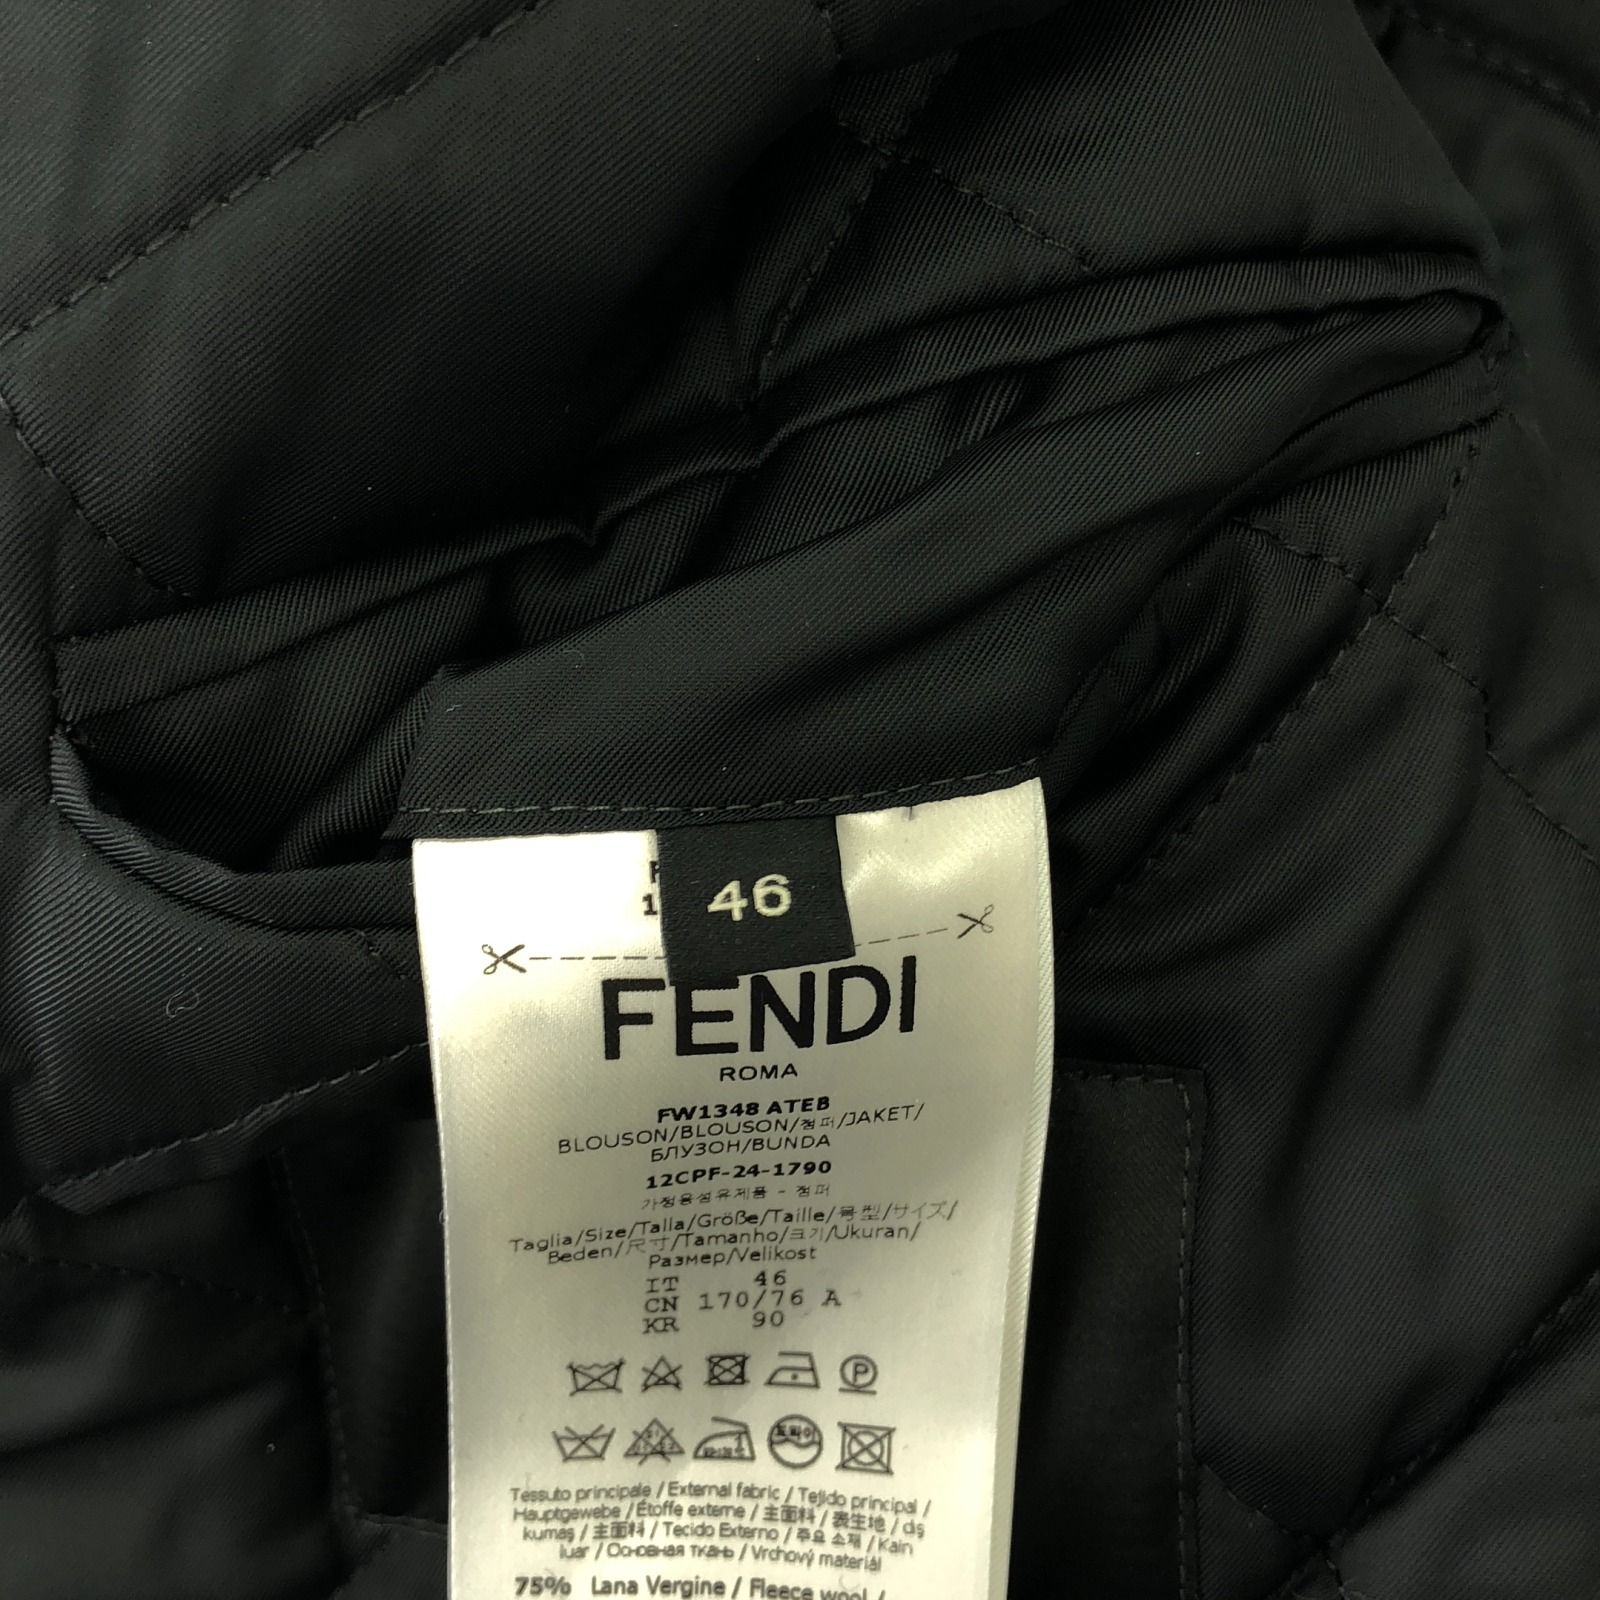 46
FENDI
ROMA
FW1348 ATEB
BLOUSON/BLOUSON/점퍼/JAKET/
БЛУЗОН/BUNDA
12CPF-24-1790
가정용섬유제품 - 점퍼
Taglia/Size/Talla/Größe/Taille/号型/サイズ/
Beden/尺寸/Tamanho/크기/Ukuran/
Размер/Velikost
IT 46
CN 170/76 A
KR 90
P
Tessuto principale / External fabric / Tejido principal /
Hauptgewebe / Étoffe externe / 主面料 / 表生地 / dış
kumaş / 主面料 / Tecido Externo / 주요 소재 / Kain
luar / Основная ткань / Vrchový materiál
75% Lana Vergine / Fleece wool /